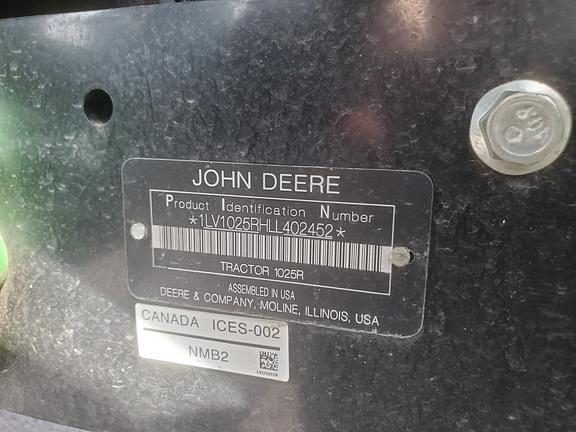 JOHN DEERE
Product Identification Number
*1LV1025RHLL402452*
TRACTOR 1025R
ASSEMBLED IN USA
DEERE & COMPANY, MOLINE, ILLINOIS, USA
CANADA ICES-002
NMB2